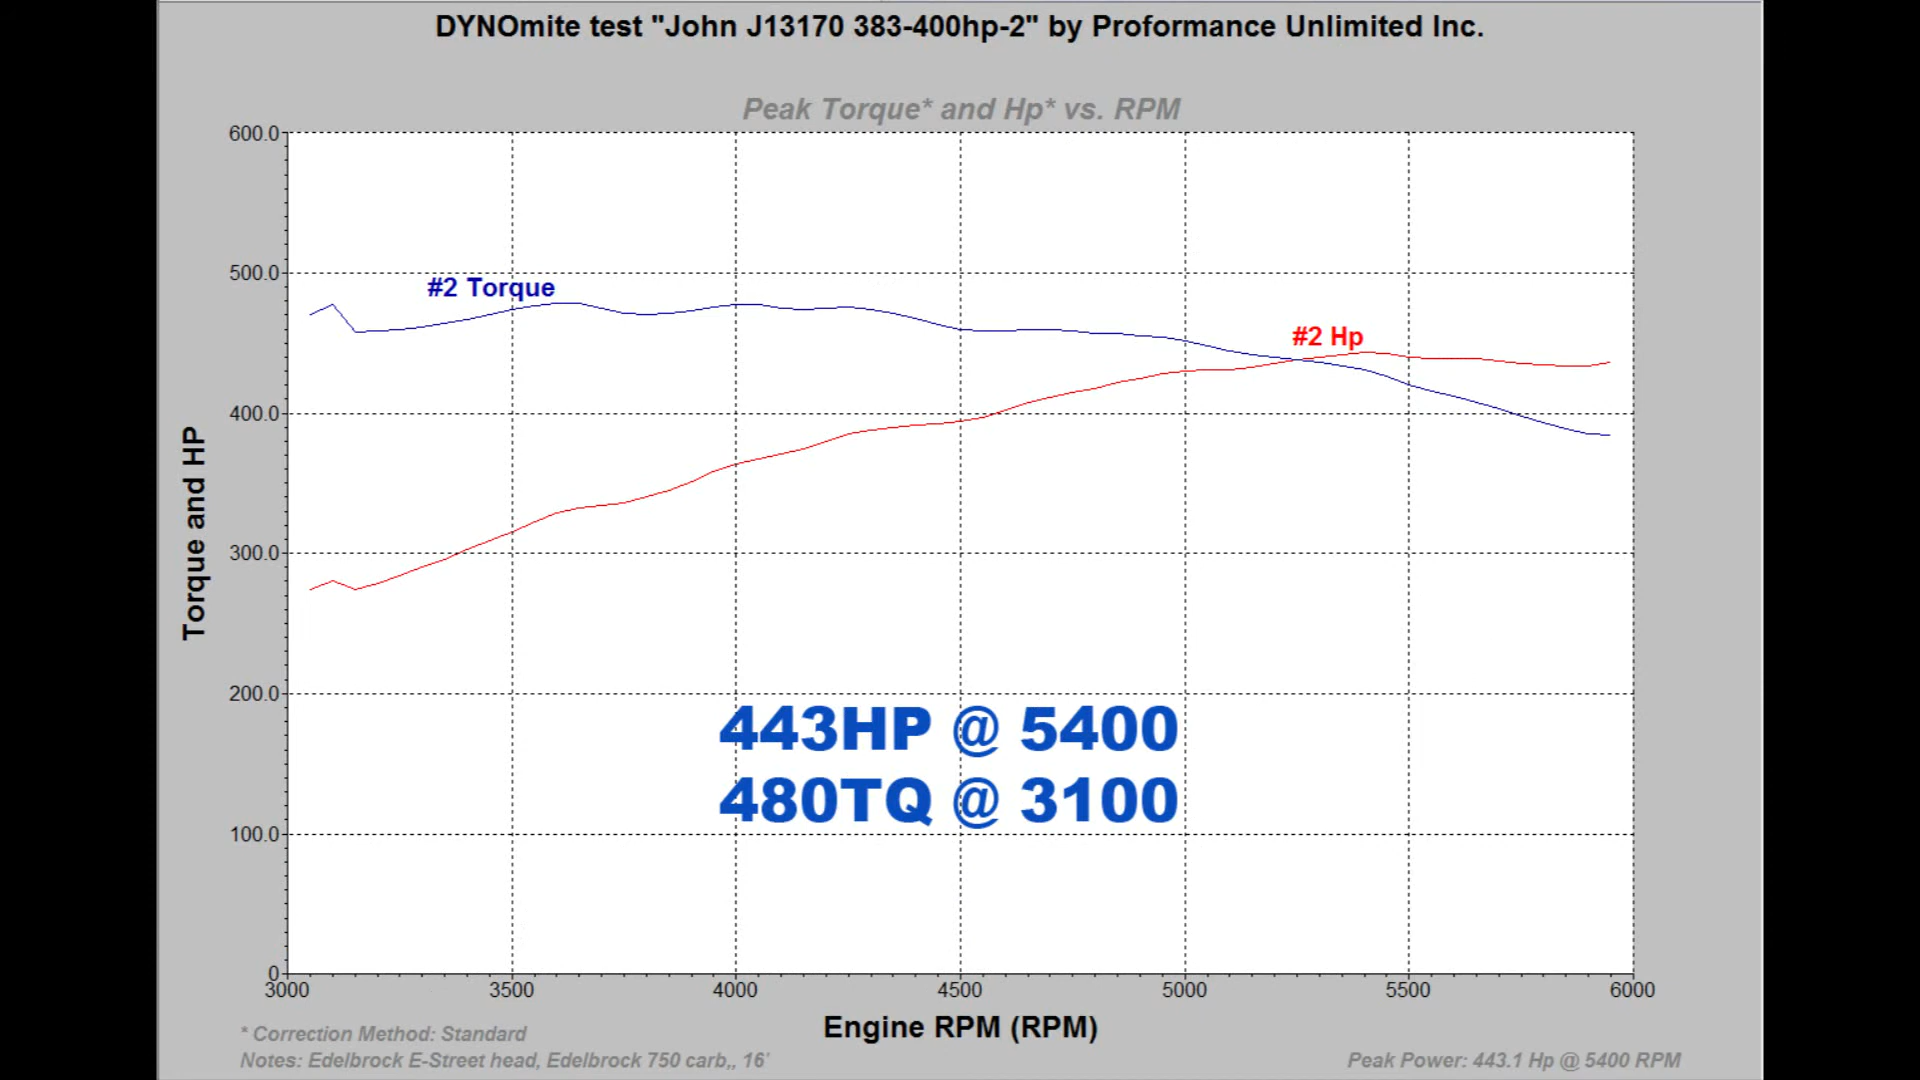 DYNOmite test "John J13170 383-400hp-2" by Proformance Unlimited Inc.
Peak Torque* and Hp* vs. RPM
600.0
500.0
400.0
300.0
200.0
100.0
0
Torque and HP
#2 Torque
#2 Hp
443HP @ 5400
480TQ @ 3100
3000 3500 4000 4500 5000 5500 6000
Engine RPM (RPM)
* Correction Method: Standard
Notes: Edelbrock E-Street head, Edelbrock 750 carb,, 16'
Peak Power: 443.1 Hp @ 5400 RPM